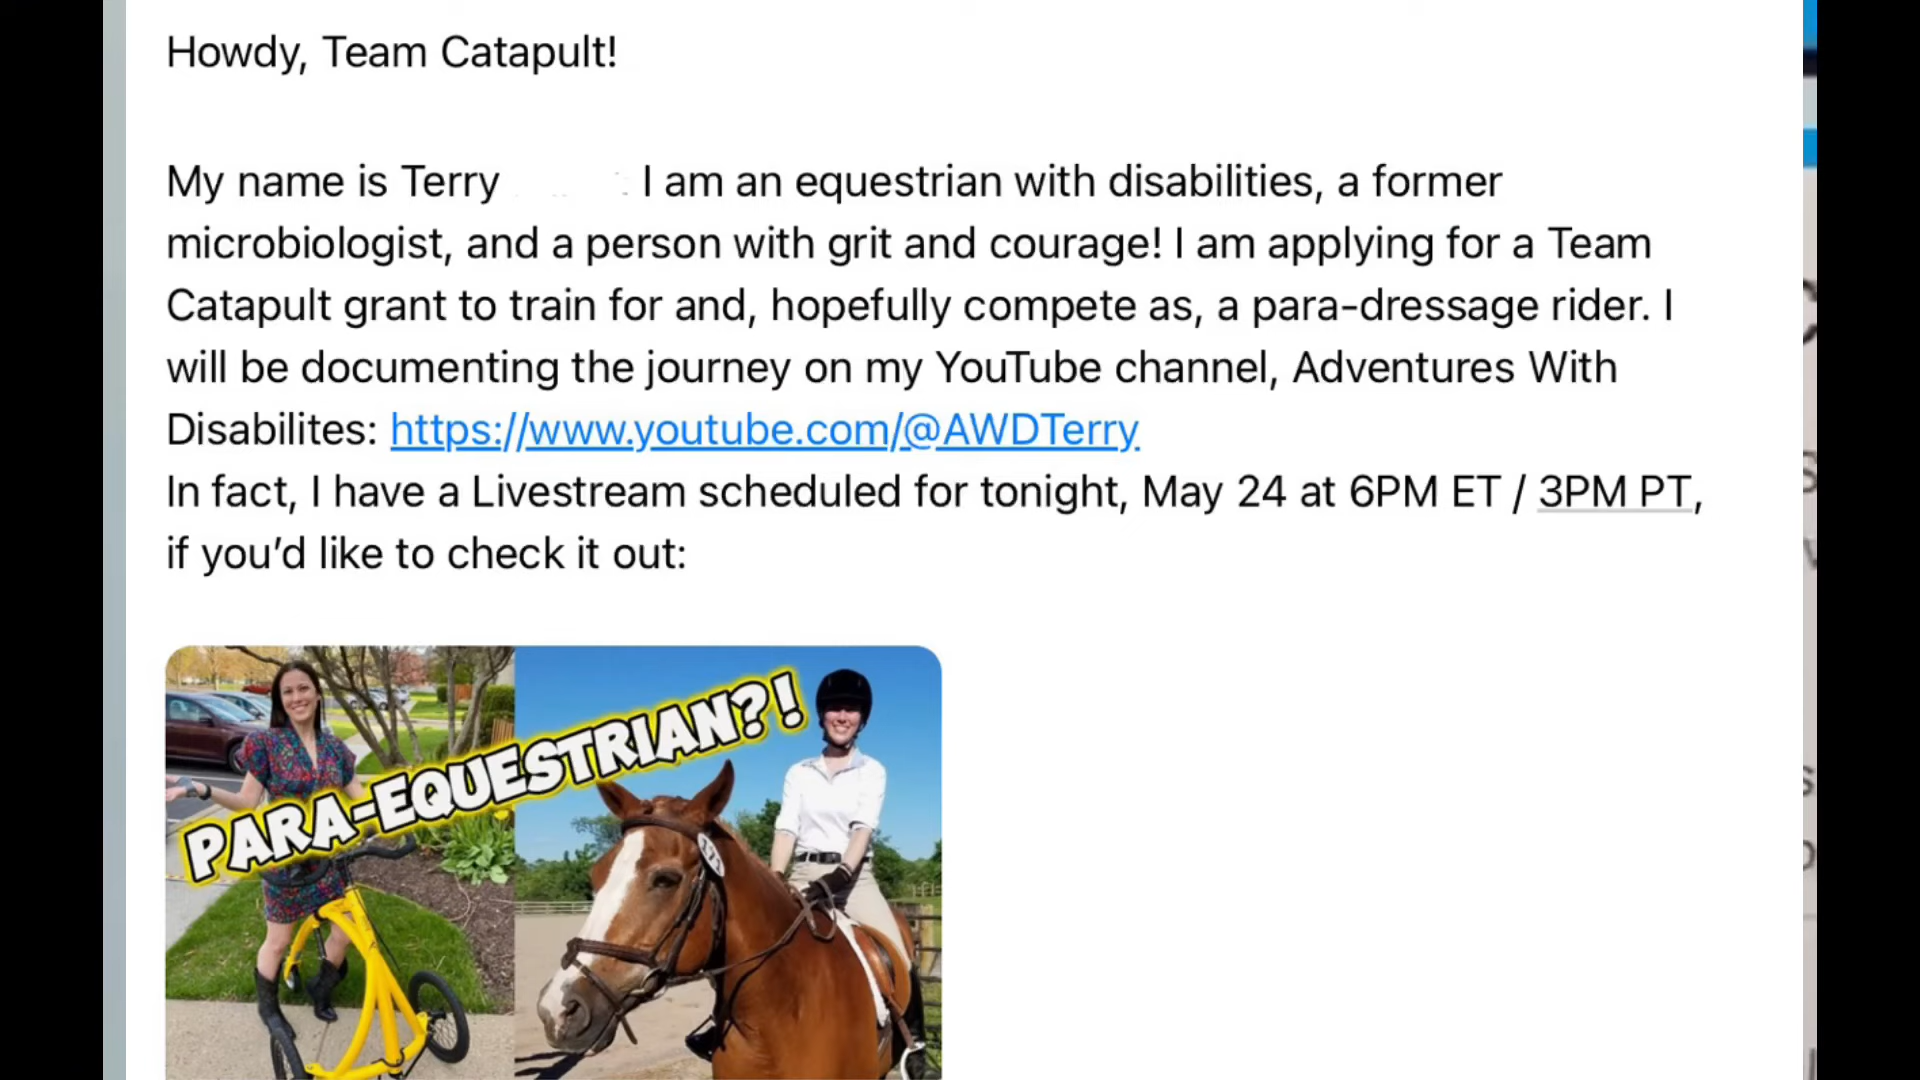 Howdy, Team Catapult!
My name is Terry I am an equestrian with disabilities, a former
microbiologist, and a person with grit and courage! I am applying for a Team
Catapult grant to train for and, hopefully compete as, a para-dressage rider. I
will be documenting the journey on my YouTube channel, Adventures With
Disabilites: https://www.youtube.com/@AWDTerry
In fact, I have a Livestream scheduled for tonight, May 24 at 6PM ET / 3PM PT,
if you’d like to check it out:
PARA-EQUESTRIAN?!